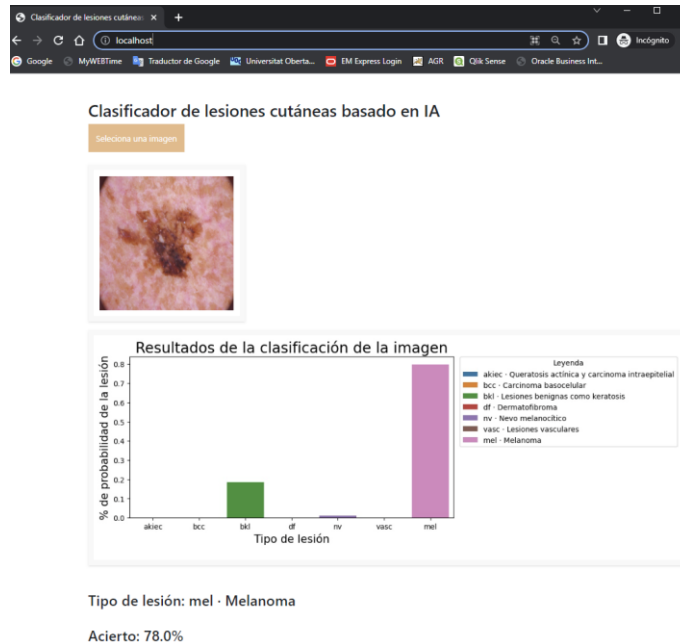 Clasificador de lesiones cutáneas
localhost
Incógnito
Google MyWEBTime Traductor de Google Universitat Oberta... EM Express Login AGR Qlik Sense Oracle Business Int...
Clasificador de lesiones cutáneas basado en IA
Selecciona una imagen
Resultados de la clasificación de la imagen
% de probabilidad de la lesión
0.8
0.7
0.6
0.5
0.4
0.3
0.2
0.1
0.0
akiec bcc bkl df nv vasc mel
Tipo de lesión
Leyenda
akiec · Queratosis actínica y carcinoma intraepitelial
bcc · Carcinoma basocelular
bkl · Lesiones benignas como keratosis
df · Dermatofibroma
nv · Nevo melanocítico
vasc · Lesiones vasculares
mel · Melanoma
Tipo de lesión: mel · Melanoma
Acierto: 78.0%